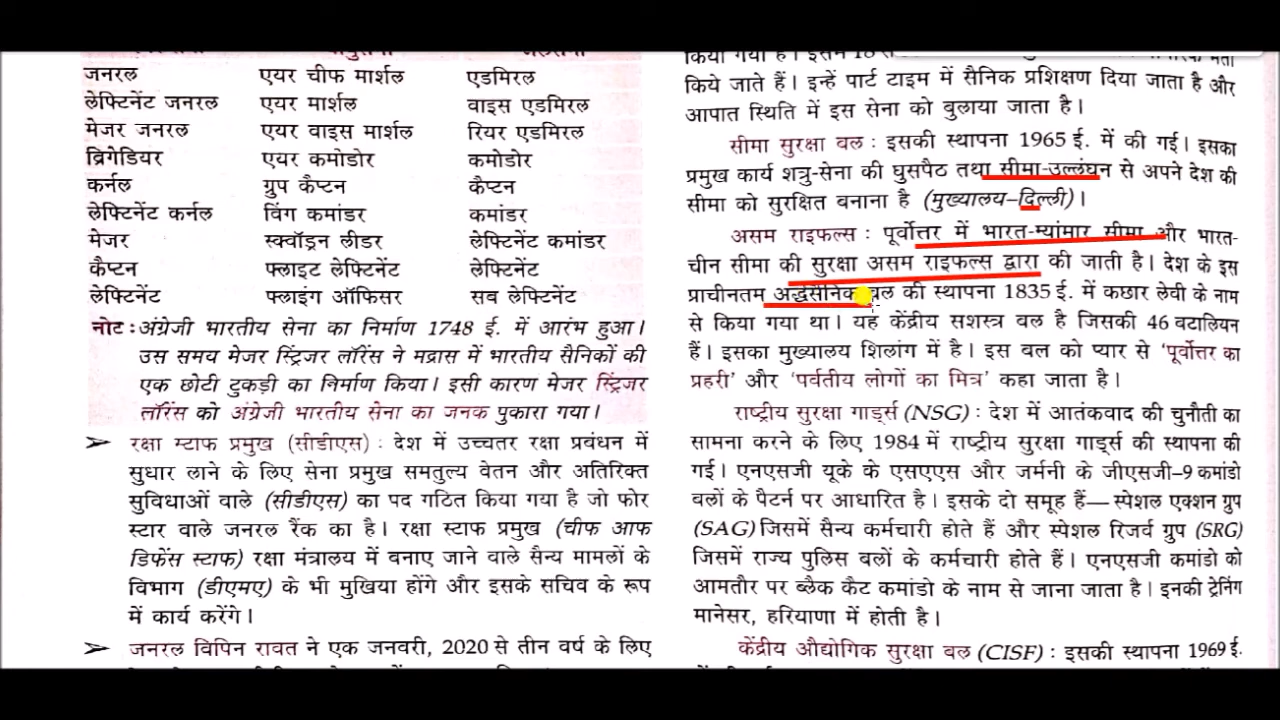 जनरल एयर चीफ मार्शल एडमिरल
लेफ्टिनेंट जनरल एयर मार्शल वाइस एडमिरल
मेजर जनरल एयर वाइस मार्शल रियर एडमिरल
ब्रिगेडियर एयर कमोडोर कमोडोर
कर्नल ग्रुप कैप्टन कैप्टन
लेफ्टिनेंट कर्नल विंग कमांडर कमांडर
मेजर स्क्वॉड्रन लीडर लेफ्टिनेंट कमांडर
कैप्टन फ्लाइट लेफ्टिनेंट लेफ्टिनेंट
लेफ्टिनेंट फ्लाइंग ऑफिसर सब लेफ्टिनेंट
नोट : अंग्रेजी भारतीय सेना का निर्माण 1748 ई. में आरंभ हुआ।
उस समय मेजर स्ट्रिंजर लॉरेंस ने मद्रास में भारतीय सैनिकों की
एक छोटी टुकड़ी का निर्माण किया। इसी कारण मेजर स्ट्रिंजर
लॉरेंस को अंग्रेजी भारतीय सेना का जनक पुकारा गया।
➤ रक्षा स्टाफ प्रमुख (सीडीएस) : देश में उच्चतर रक्षा प्रवंधन में
सुधार लाने के लिए सेना प्रमुख समतुल्य वेतन और अतिरिक्त
सुविधाओं वाले (सीडीएस) का पद गठित किया गया है जो फोर
स्टार वाले जनरल रैंक का है। रक्षा स्टाफ प्रमुख (चीफ आफ
डिफेंस स्टाफ) रक्षा मंत्रालय में बनाए जाने वाले सैन्य मामलों के
विभाग (डीएमए) के भी मुखिया होंगे और इसके सचिव के रूप
में कार्य करेंगे।
➤ जनरल विपिन रावत ने एक जनवरी, 2020 से तीन वर्ष के लिए
किया गया है। इसमें 18 से
किये जाते हैं। इन्हें पार्ट टाइम में सैनिक प्रशिक्षण दिया जाता है और
आपात स्थिति में इस सेना को बुलाया जाता है।
सीमा सुरक्षा वल : इसकी स्थापना 1965 ई. में की गई। इसका
प्रमुख कार्य शत्रु-सेना की घुसपैठ तथा सीमा-उल्लंघन से अपने देश की
सीमा को सुरक्षित बनाना है (मुख्यालय–दिल्ली)।
असम राइफल्स : पूर्वोत्तर में भारत-म्यांमार सीमा और भारत-
चीन सीमा की सुरक्षा असम राइफल्स द्वारा की जाती है। देश के इस
प्राचीनतम अर्द्धसैनिक वल की स्थापना 1835 ई. में कछार लेवी के नाम
से किया गया था। यह केंद्रीय सशस्त्र वल है जिसकी 46 बटालियन
हैं। इसका मुख्यालय शिलांग में है। इस बल को प्यार से 'पूर्वोत्तर का
प्रहरी' और 'पर्वतीय लोगों का मित्र' कहा जाता है।
राष्ट्रीय सुरक्षा गार्ड्स (NSG) : देश में आतंकवाद की चुनौती का
सामना करने के लिए 1984 में राष्ट्रीय सुरक्षा गार्ड्स की स्थापना की
गई। एनएसजी यूके के एसएएस और जर्मनी के जीएसजी–9 कमांडो
वलों के पैटर्न पर आधारित है। इसके दो समूह हैं— स्पेशल एक्शन ग्रुप
(SAG) जिसमें सैन्य कर्मचारी होते हैं और स्पेशल रिजर्व ग्रुप (SRG)
जिसमें राज्य पुलिस बलों के कर्मचारी होते हैं। एनएसजी कमांडो को
आमतौर पर ब्लैक कैट कमांडो के नाम से जाना जाता है। इनकी ट्रेनिंग
मानेसर, हरियाणा में होती है।
केंद्रीय औद्योगिक सुरक्षा बल (CISF) : इसकी स्थापना 1969 ई.